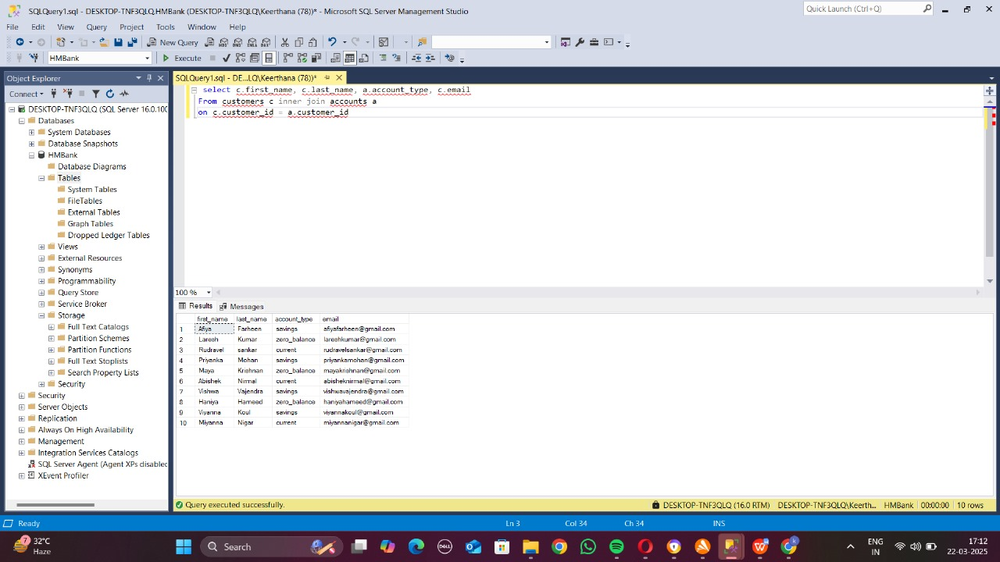 SQLQuery1.sql - DESKTOP-TNF3QLQ.HMBank (DESKTOP-TNF3QLQ\Keerthana (78))* - Microsoft SQL Server Management Studio
Quick Launch (Ctrl+Q)
File Edit View Query Project Tools Window Help
New Query
HMBank Execute
Object Explorer
SQLQuery1.sql - DE...LQ\Keerthana (78))*
Connect
select c.first_name, c.last_name, a.account_type, c.email
From customers c inner join accounts a
on c.customer_id = a.customer_id
DESKTOP-TNF3QLQ (SQL Server 16.0.100
Databases
System Databases
Database Snapshots
HMBank
Database Diagrams
Tables
System Tables
FileTables
External Tables
Graph Tables
Dropped Ledger Tables
Views
External Resources
Synonyms
Programmability
Query Store
Service Broker
Storage
Full Text Catalogs
Partition Schemes
Partition Functions
Full Text Stoplists
Search Property Lists
Security
Security
Server Objects
Replication
Always On High Availability
Management
Integration Services Catalogs
SQL Server Agent (Agent XPs disabled
XEvent Profiler
100 %
Results Messages
first_name last_name account_type email
1 Afiya Farheen savings afiyafarheen@gmail.com
2 Laresh Kumar zero_balance lareshkumar@gmail.com
3 Rudravel sankar current rudravelsankar@gmail.com
4 Priyanka Mohan savings priyankamohan@gmail.com
5 Maya Krishnan zero_balance mayakrishnan@gmail.com
6 Abishek Nirmal current abisheknirmal@gmail.com
7 Vishwa Vajendra savings vishwavajendra@gmail.com
8 Haniya Hameed zero_balance haniyahameed@gmail.com
9 Viyanna Koul savings viyannakoul@gmail.com
10 Miyanna Nigar current miyannanigar@gmail.com
Query executed successfully. DESKTOP-TNF3QLQ (16.0 RTM) DESKTOP-TNF3QLQ\Keerth... HMBank 00:00:00 10 rows
Ready Ln 3 Col 34 Ch 34 INS
7 32°C
Haze
Search
DELL
ENG
IN
17:12
22-03-2025